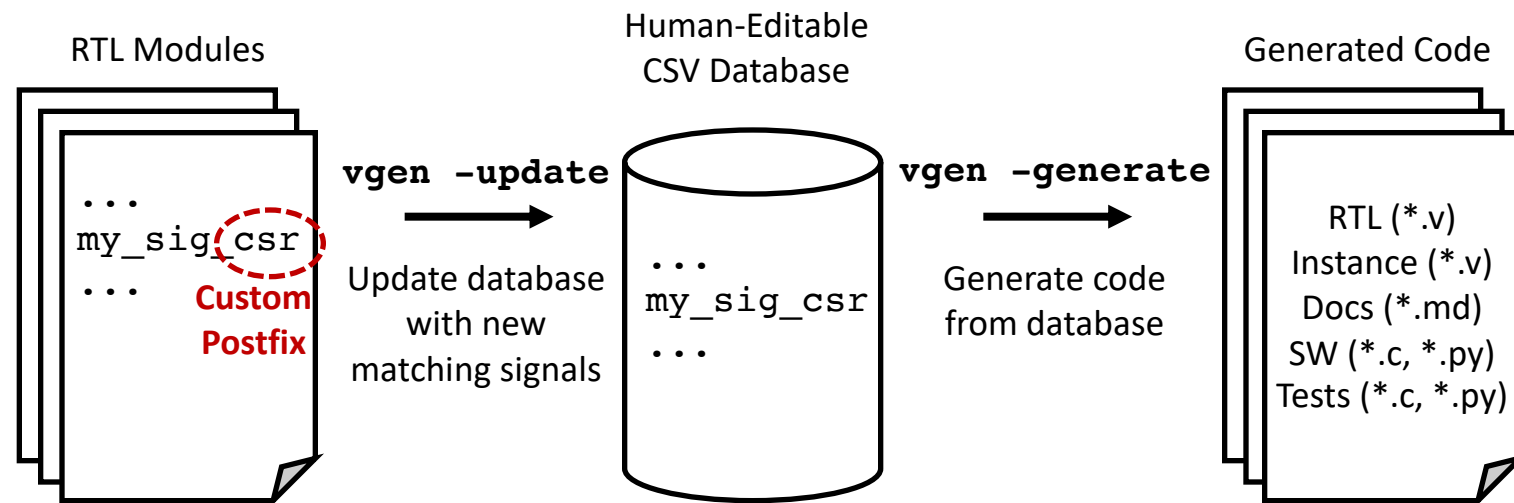 RTL Modules
...
my_sig_csr
...
Custom
Postfix
vgen –update
Update database
with new
matching signals
Human-Editable
CSV Database
...
my_sig_csr
...
vgen –generate
Generate code
from database
Generated Code
RTL (*.v)
Instance (*.v)
Docs (*.md)
SW (*.c, *.py)
Tests (*.c, *.py)